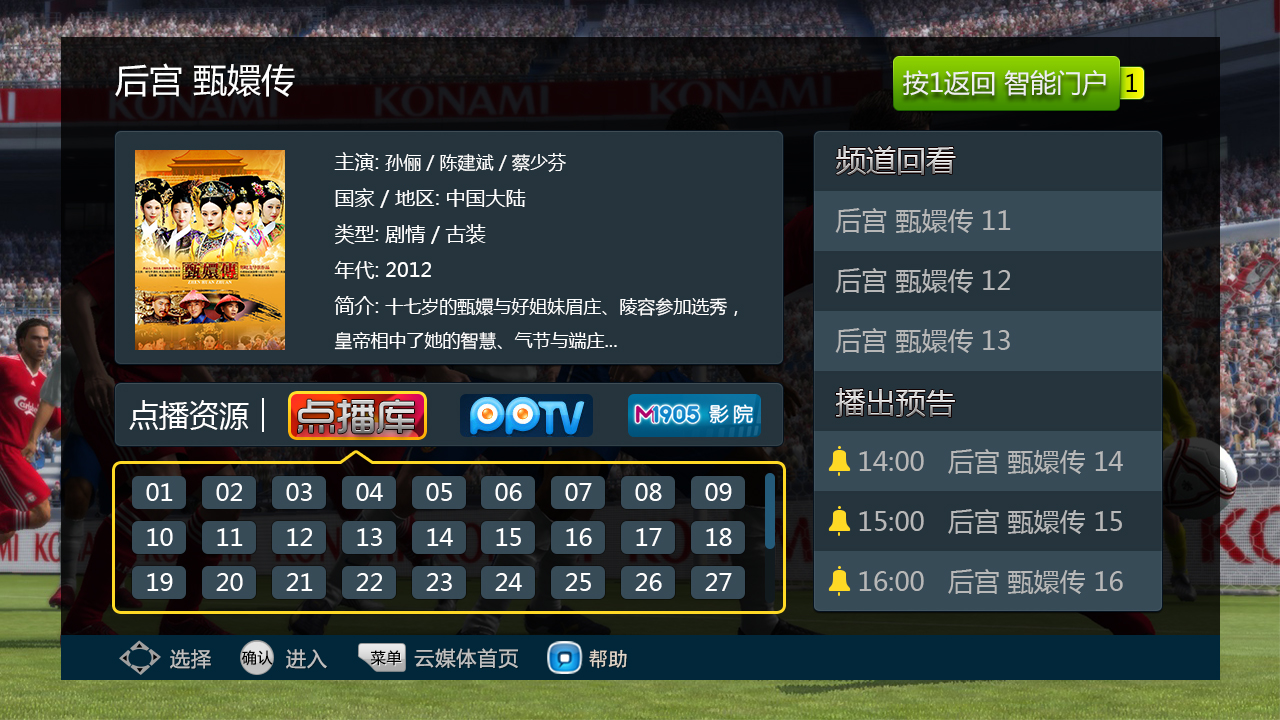 后宫 甄嬛传
按1返回 智能门户 1
KONAMI
KONAMI
主演: 孙俪 / 陈建斌 / 蔡少芬
国家 / 地区: 中国大陆
类型: 剧情 / 古装
年代: 2012
简介: 十七岁的甄嬛与好姐妹眉庄、陵容参加选秀，
皇帝相中了她的智慧、气节与端庄...
甄嬛傳
点播资源 | 点播库 PPTV M1905 影院
01 02 03 04 05 06 07 08 09
10 11 12 13 14 15 16 17 18
19 20 21 22 23 24 25 26 27
频道回看
后宫 甄嬛传 11
后宫 甄嬛传 12
后宫 甄嬛传 13
播出预告
14:00 后宫 甄嬛传 14
15:00 后宫 甄嬛传 15
16:00 后宫 甄嬛传 16
选择 确认 进入 菜单 云媒体首页 帮助